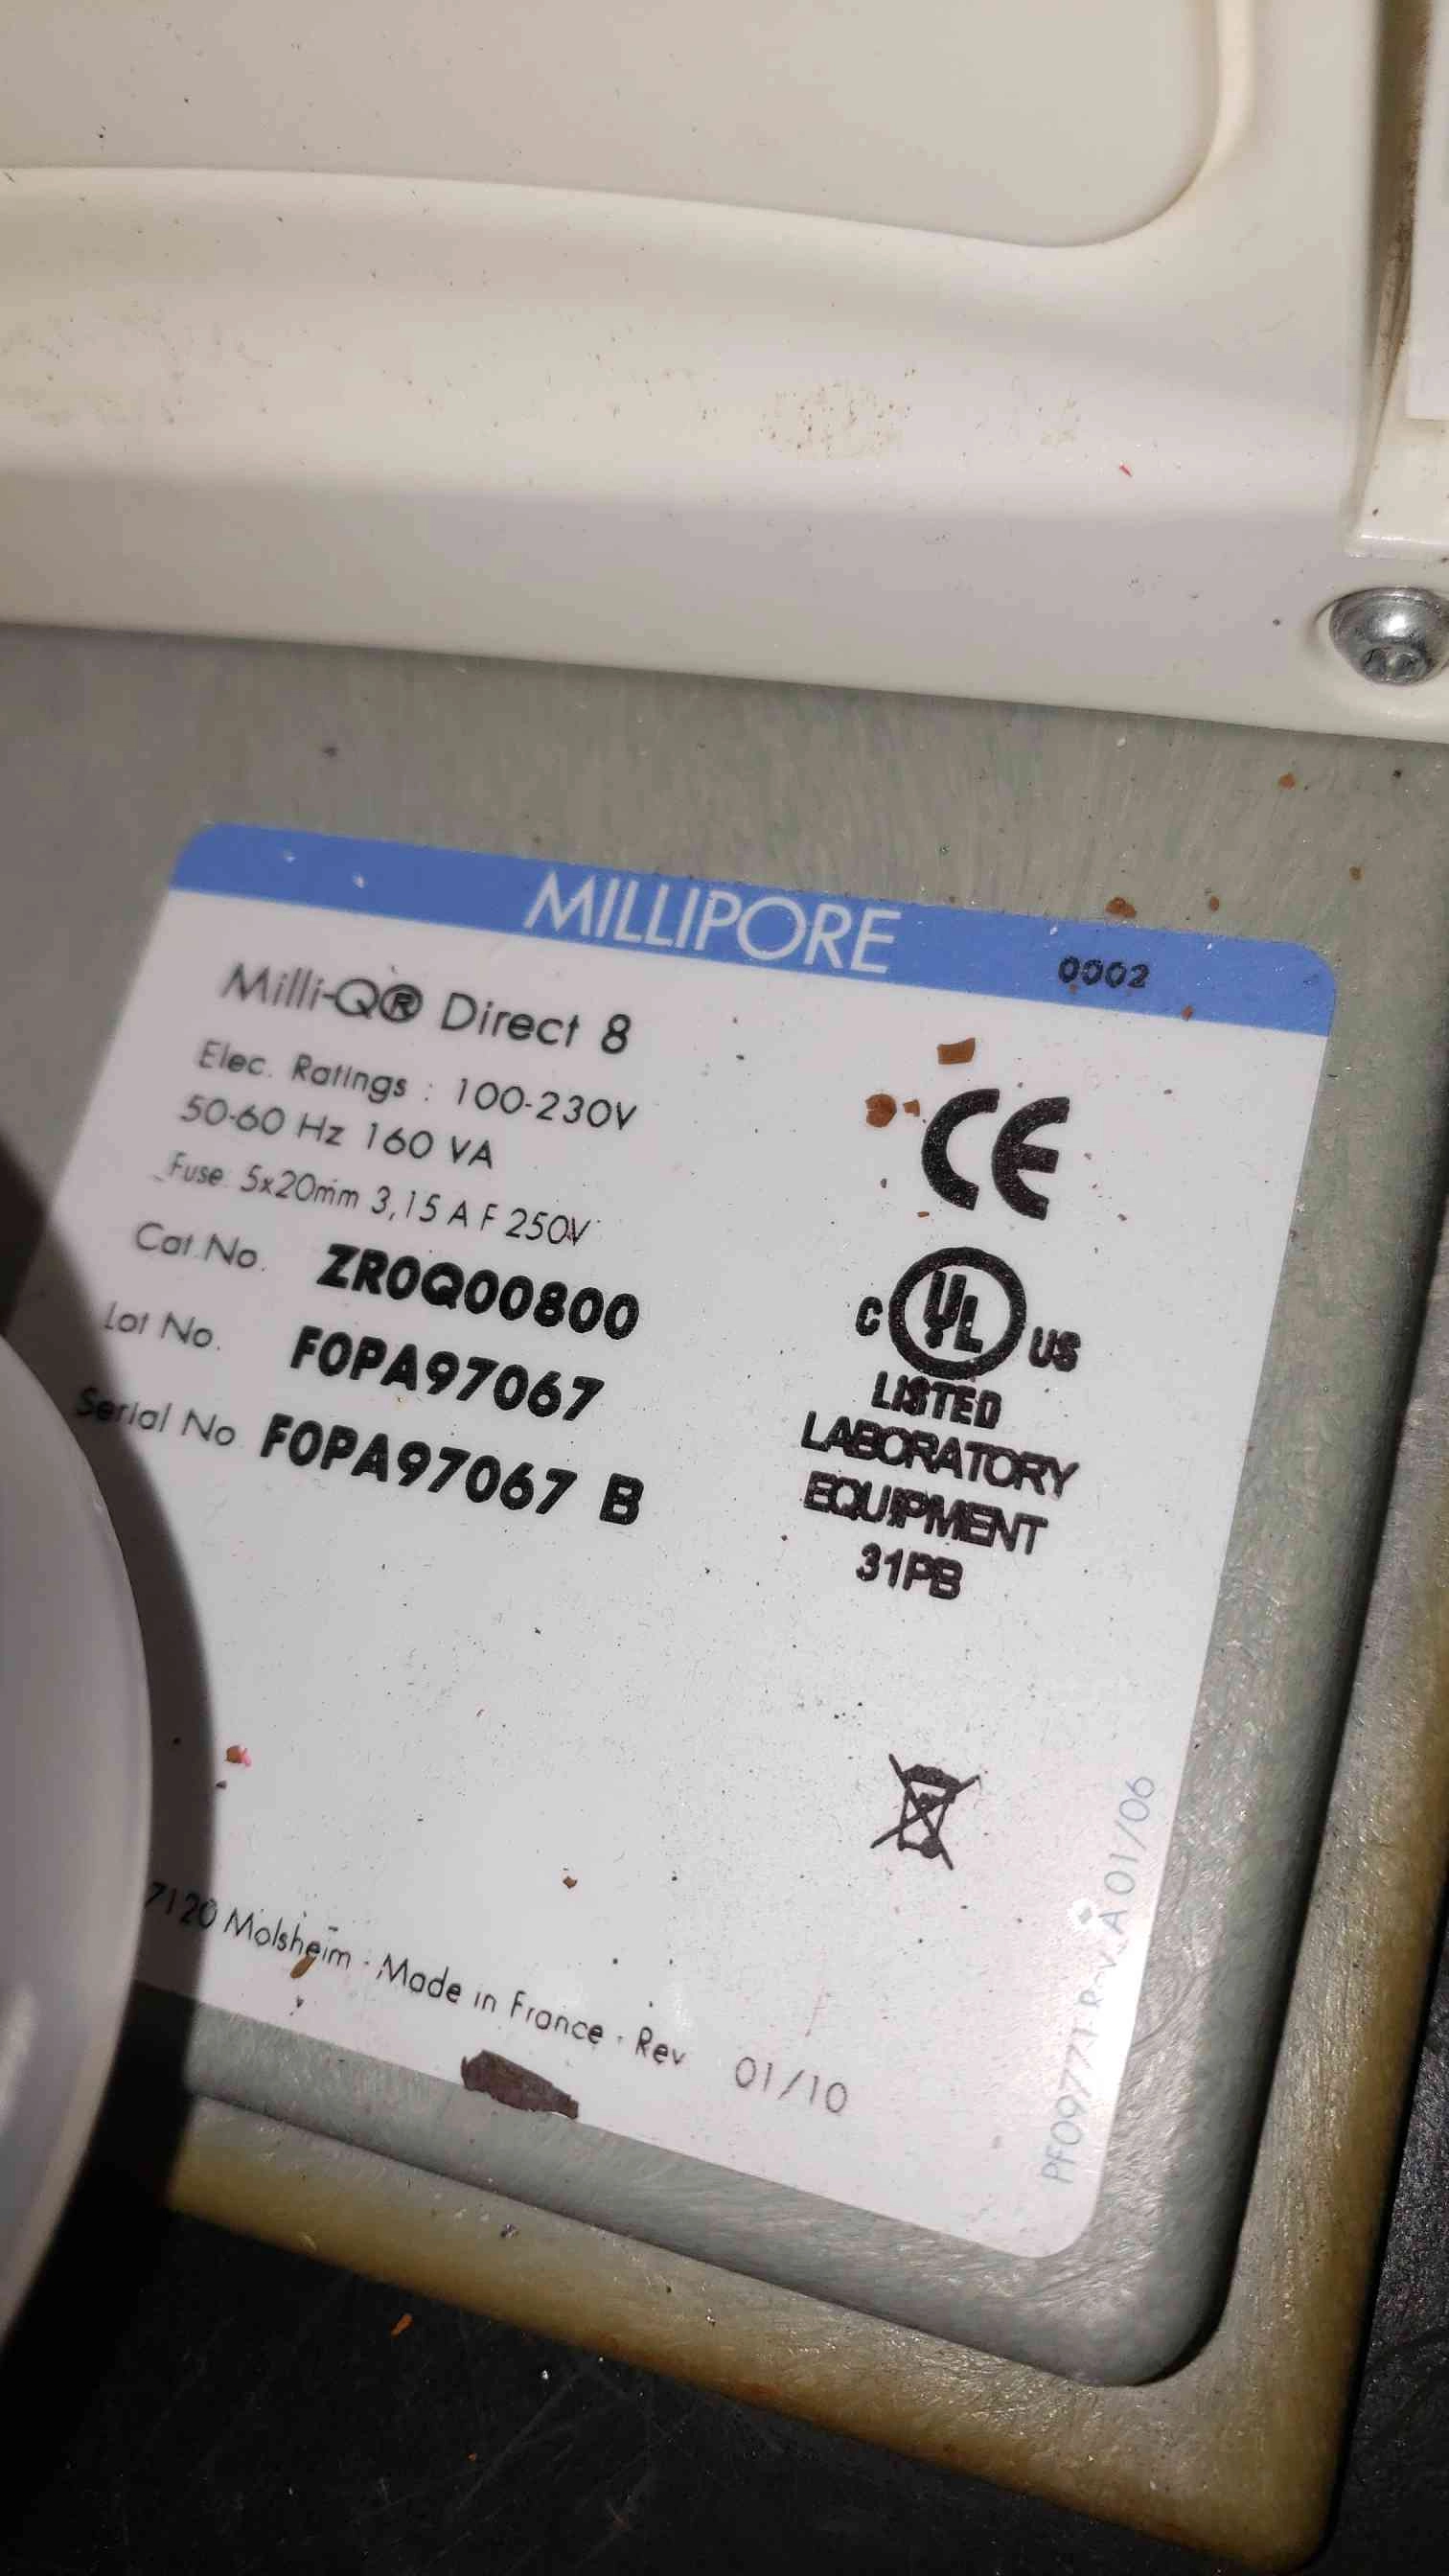 MILLIPORE
0002
Milli-Q® Direct 8
Elec. Ratings : 100-230V
50-60 Hz 160 VA
Fuse 5x20mm 3,15 A F 250V
Cat.No. ZR0Q00800
Lot No. F0PA97067
Serial No F0PA97067 B
CE
C UL US
LISTED
LABORATORY
EQUIPMENT
31PB
7120 Molsheim - Made in France - Rev 01/10
A 01/06